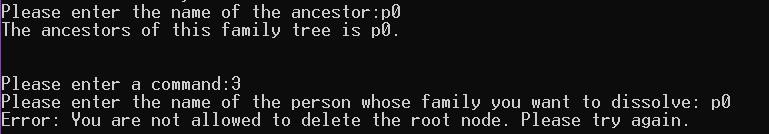 Please enter the name of the ancestor:p0
The ancestors of this family tree is p0.
Please enter a command:3
Please enter the name of the person whose family you want to dissolve: p0
Error: You are not allowed to delete the root node. Please try again.